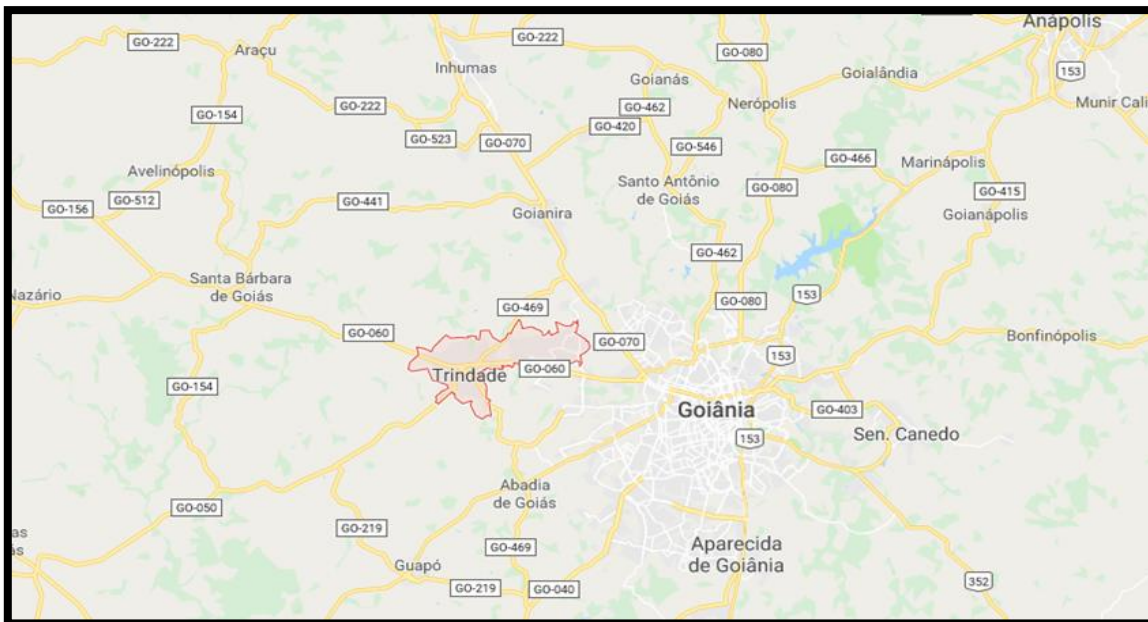 Anápolis
GO-222
GO-222
GO-080
Araçu
Inhumas
153
Goianás
Goialândia
GO-222
GO-462
Nerópolis
Munir Cali
GO-154
GO-420
GO-523
GO-070
GO-546
GO-466
Marinápolis
Avelinópolis
Santo Antônio
de Goiás
GO-080
GO-415
GO-512
GO-441
GO-156
Goianira
Goianápolis
GO-462
Santa Bárbara
de Goiás
Nazário
153
GO-080
GO-469
GO-060
GO-070
Bonfinópolis
153
GO-060
Trindade
GO-154
Goiânia
GO-403
153
Sen. Canedo
Abadia
de Goiás
GO-050
GO-219
as
GO-469
Aparecida
de Goiânia
Guapó
352
GO-219
GO-040